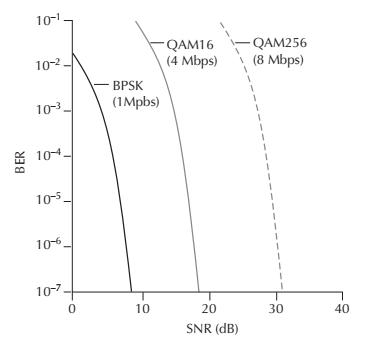 10-1
10-2
10-3
10-4
10-5
10-6
10-7
BER
BPSK
(1Mpbs)
QAM16
(4 Mbps)
QAM256
(8 Mbps)
0 10 20 30 40
SNR (dB)